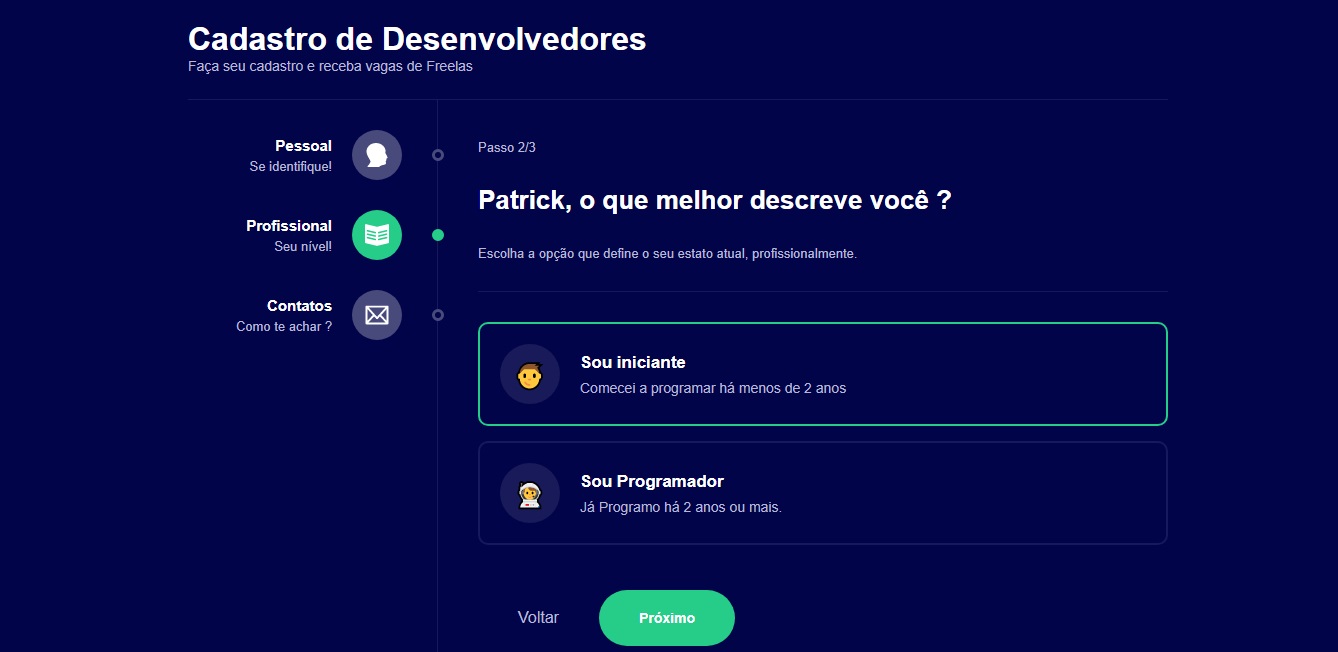 Cadastro de Desenvolvedores
Faça seu cadastro e receba vagas de Freelas
Pessoal
Se identifique!
Profissional
Seu nível!
Contatos
Como te achar ?
Passo 2/3
Patrick, o que melhor descreve você ?
Escolha a opção que define o seu estato atual, profissionalmente.
Sou iniciante
Comecei a programar há menos de 2 anos
Sou Programador
Já Programo há 2 anos ou mais.
Voltar
Próximo